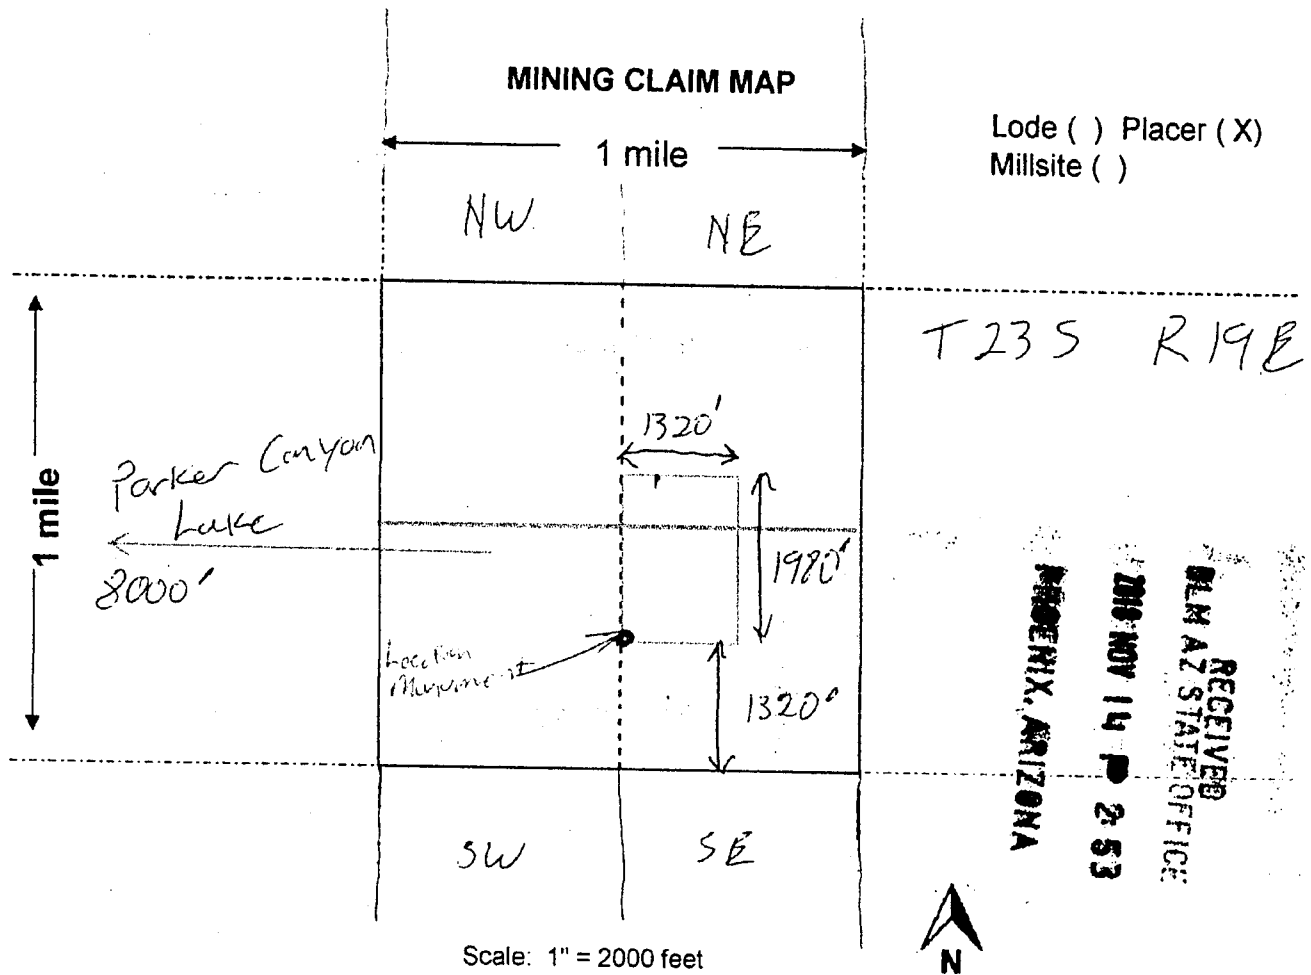 MINING CLAIM MAP
Lode ( ) Placer ( X)
Millsite ( )
1 mile
NW
NE
T 23 S R 19 E
1320'
Parker Canyon
Lake
8000'
1 mile
1980'
Location
Monument
1320'
RECEIVED
BLM AZ STATE OFFICE
NOV 14 P 2:53
PHOENIX, ARIZONA
SW
SE
Scale: 1" = 2000 feet
N